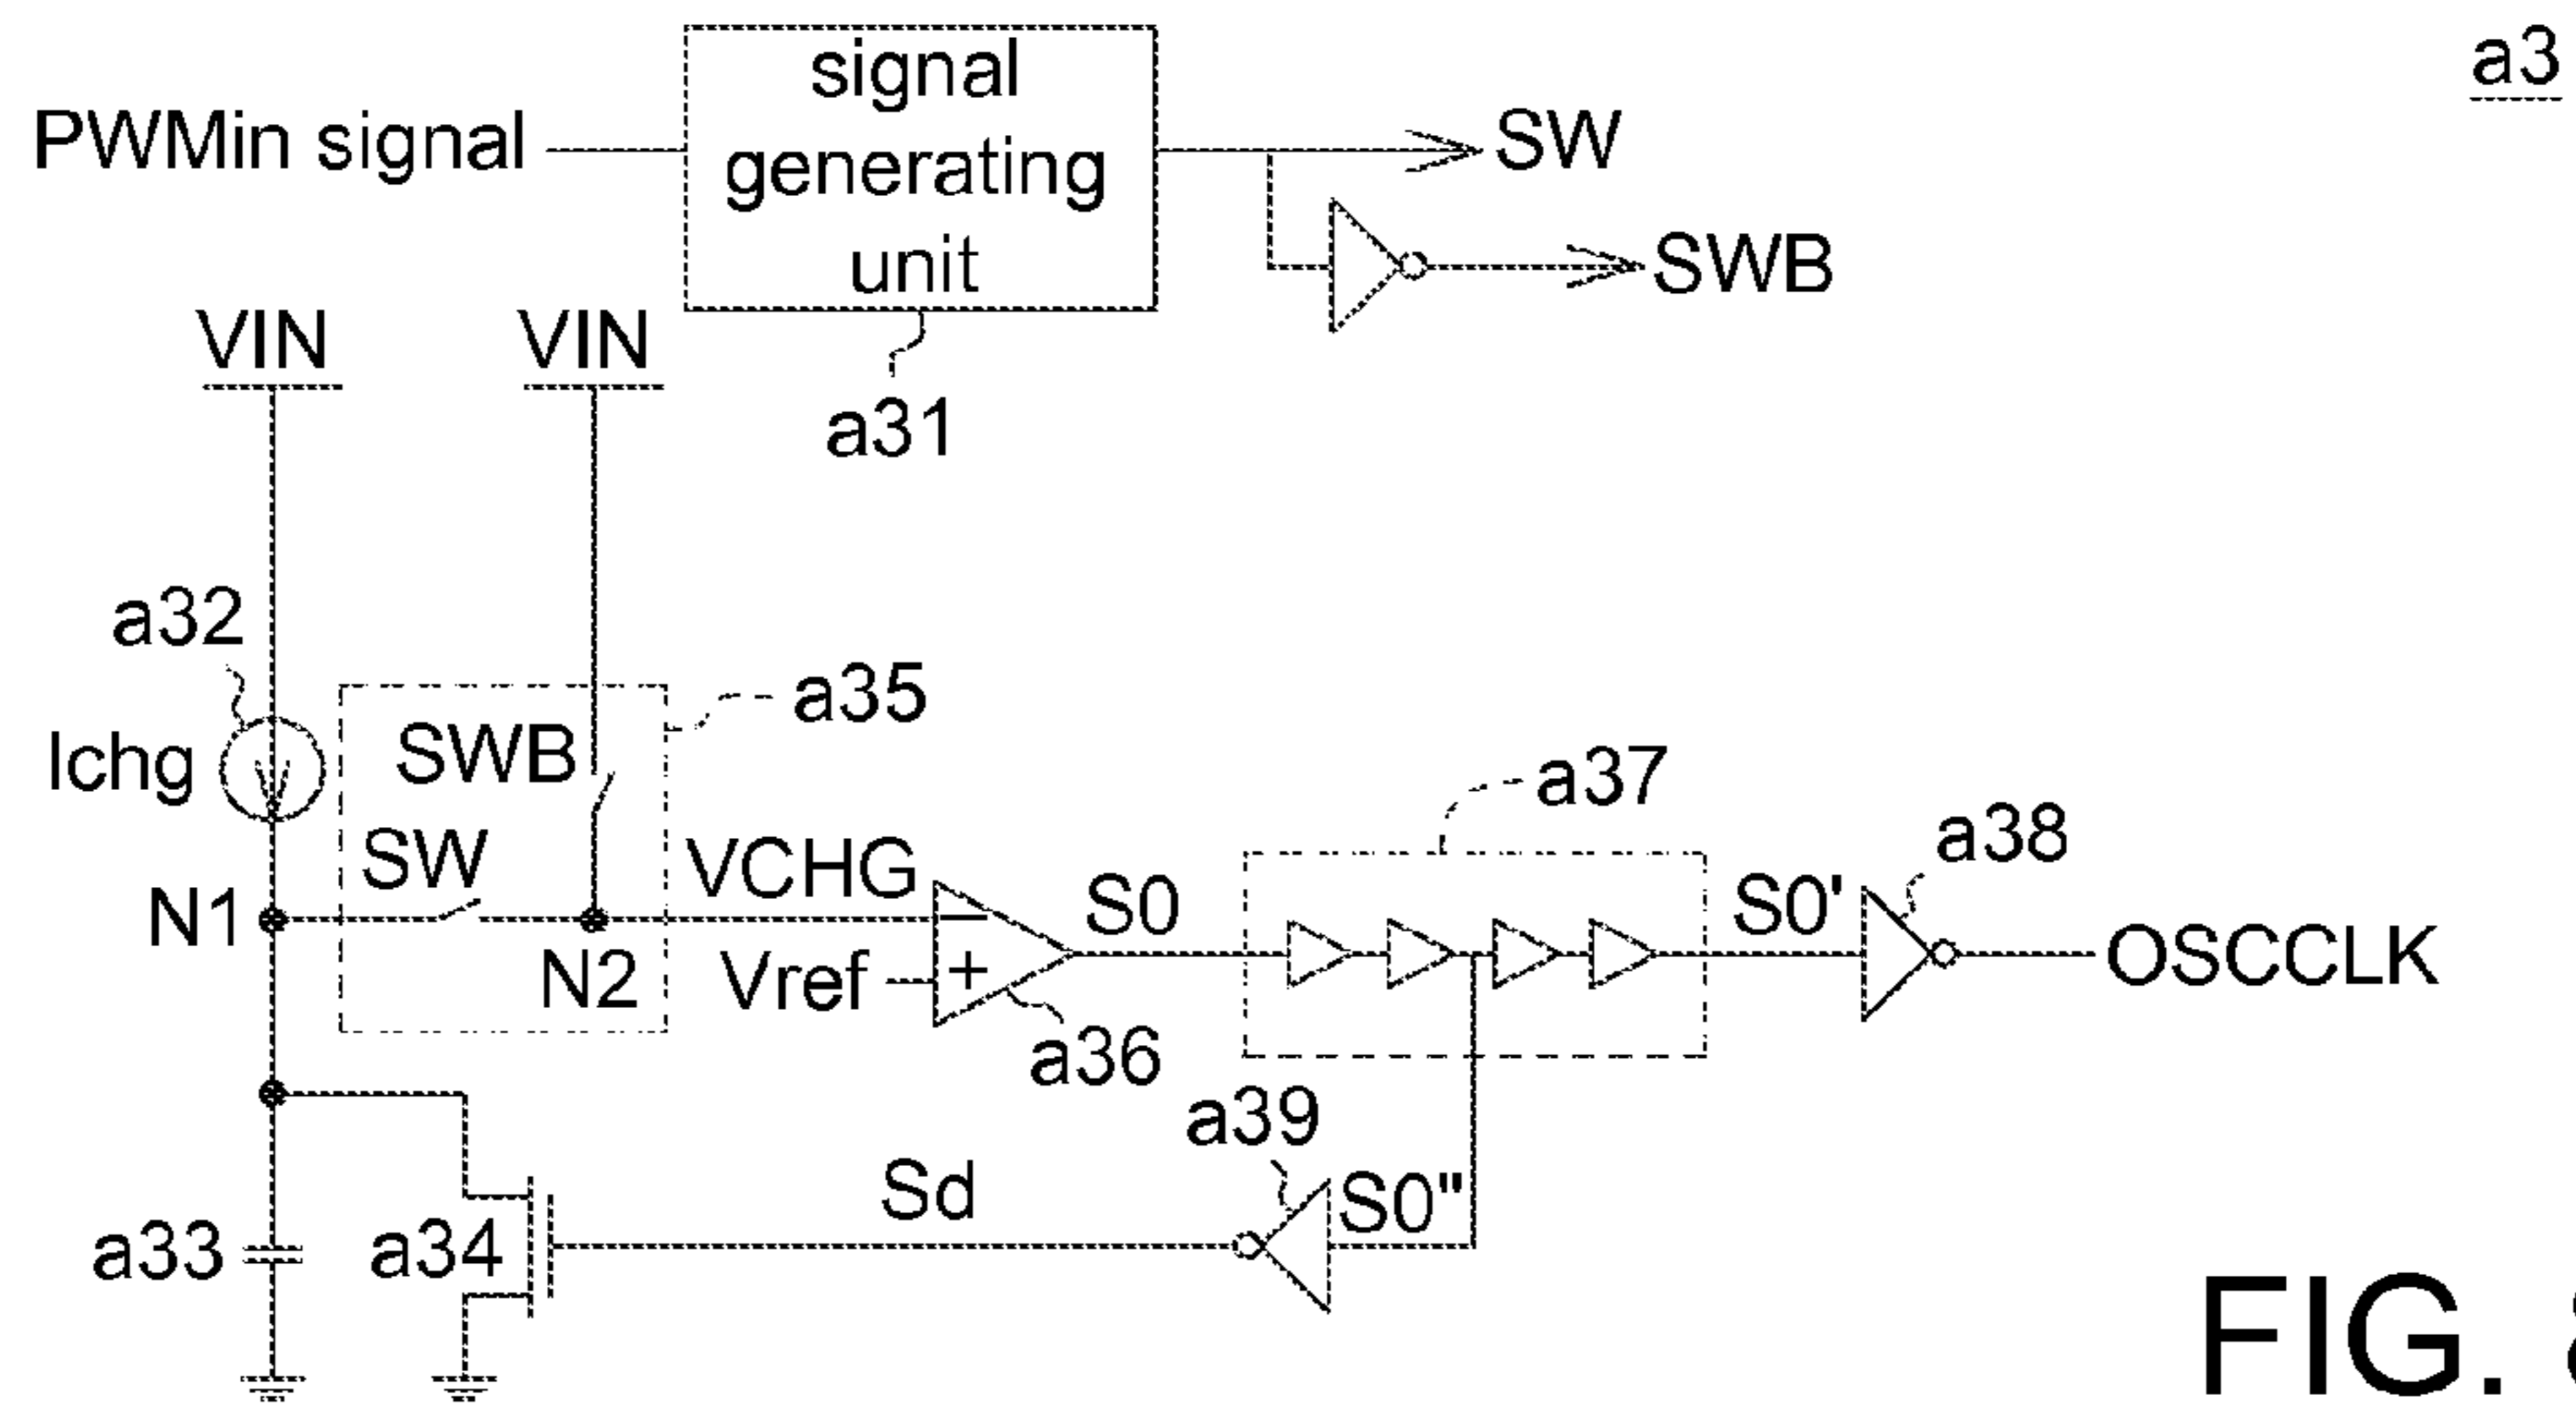 a3
signal
generating
unit
PWMin signal
SW
SWB
a31
VIN
VIN
a32
Ichg
a35
SWB
SW
N1
N2
VCHG
Vref
−
+
a36
S0
a37
S0'
a38
OSCCLK
a39
S0"
Sd
a33
a34
FIG.